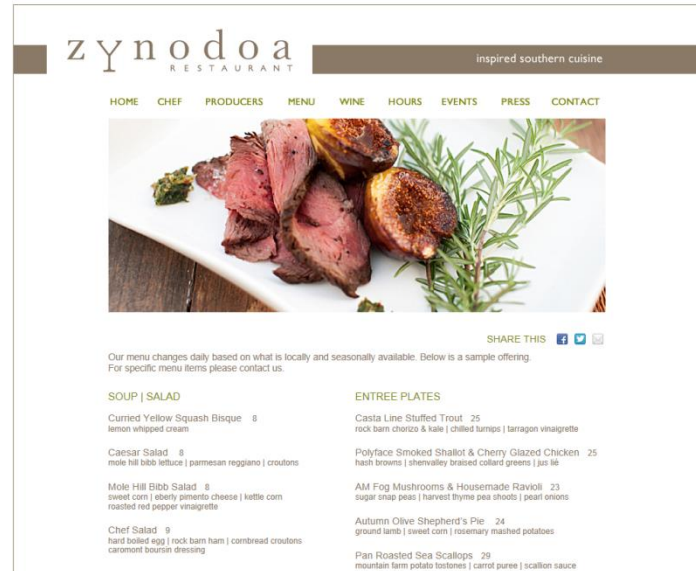 zynodoa
RESTAURANT
inspired southern cuisine
HOME CHEF PRODUCERS MENU WINE HOURS EVENTS PRESS CONTACT
SHARE THIS
Our menu changes daily based on what is locally and seasonally available. Below is a sample offering.
For specific menu items please contact us.
SOUP | SALAD
Curried Yellow Squash Bisque 8
lemon whipped cream
Caesar Salad 8
mole hill bibb lettuce | parmesan reggiano | croutons
Mole Hill Bibb Salad 8
sweet corn | eberly pimento cheese | kettle corn
roasted red pepper vinaigrette
Chef Salad 9
hard boiled egg | rock barn ham | cornbread croutons
caromont boursin dressing
ENTREE PLATES
Casta Line Stuffed Trout 25
rock barn chorizo & kale | chilled turnips | tarragon vinaigrette
Polyface Smoked Shallot & Cherry Glazed Chicken 25
hash browns | shenvalley braised collard greens | jus liè
AM Fog Mushrooms & Housemade Ravioli 23
sugar snap peas | harvest thyme pea shoots | pearl onions
Autumn Olive Shepherd's Pie 24
ground lamb | sweet corn | rosemary mashed potatoes
Pan Roasted Sea Scallops 29
mountain farm potato tostones | carrot puree | scallion sauce